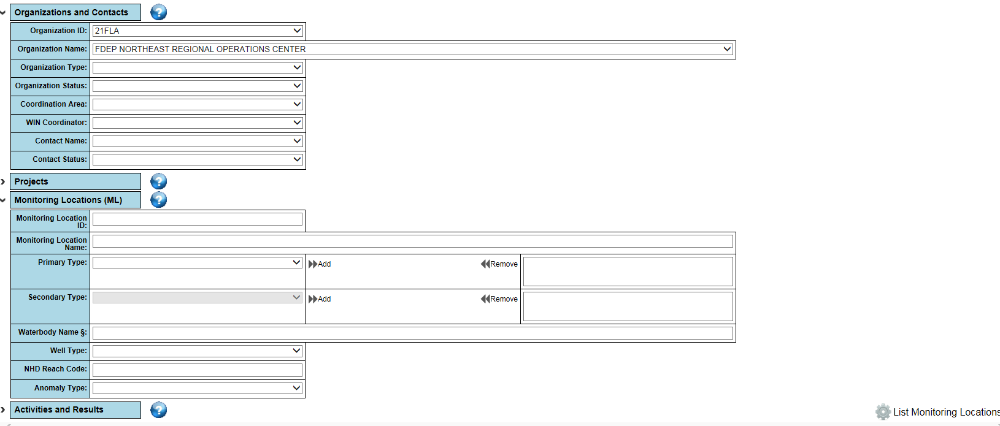 Organizations and Contacts ?
Organization ID: 21FLA
Organization Name: FDEP NORTHEAST REGIONAL OPERATIONS CENTER
Organization Type:
Organization Status:
Coordination Area:
WIN Coordinator:
Contact Name:
Contact Status:
Projects ?
Monitoring Locations (ML) ?
Monitoring Location
ID:
Monitoring Location
Name:
Primary Type: Add Remove
Secondary Type: Add Remove
Waterbody Name §:
Well Type:
NHD Reach Code:
Anomaly Type:
Activities and Results ?
List Monitoring Locations